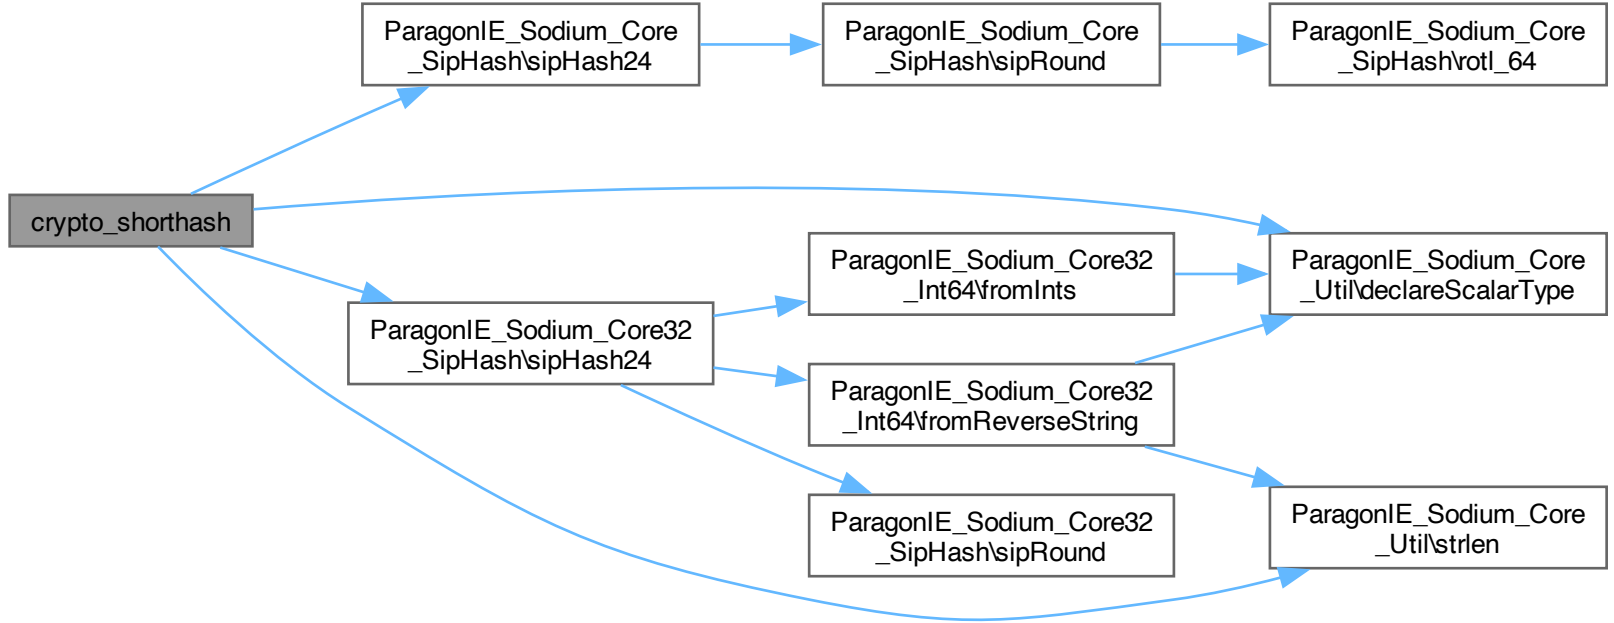 ParagonIE_Sodium_Core
_SipHash\sipHash24
ParagonIE_Sodium_Core
_SipHash\sipRound
ParagonIE_Sodium_Core
_SipHash\rotl_64
crypto_shorthash
ParagonIE_Sodium_Core32
_Int64\fromInts
ParagonIE_Sodium_Core
_Util\declareScalarType
ParagonIE_Sodium_Core32
_SipHash\sipHash24
ParagonIE_Sodium_Core32
_Int64\fromReverseString
ParagonIE_Sodium_Core32
_SipHash\sipRound
ParagonIE_Sodium_Core
_Util\strlen